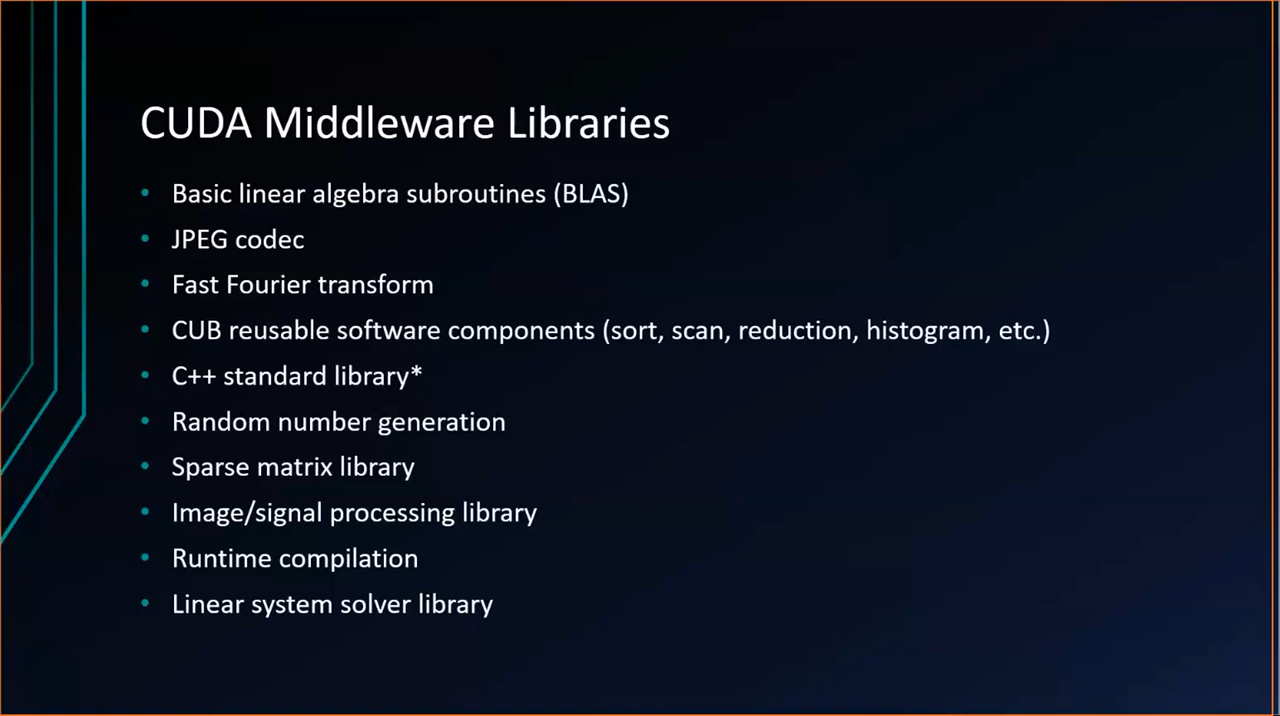 CUDA Middleware Libraries
• Basic linear algebra subroutines (BLAS)
• JPEG codec
• Fast Fourier transform
• CUB reusable software components (sort, scan, reduction, histogram, etc.)
• C++ standard library*
• Random number generation
• Sparse matrix library
• Image/signal processing library
• Runtime compilation
• Linear system solver library